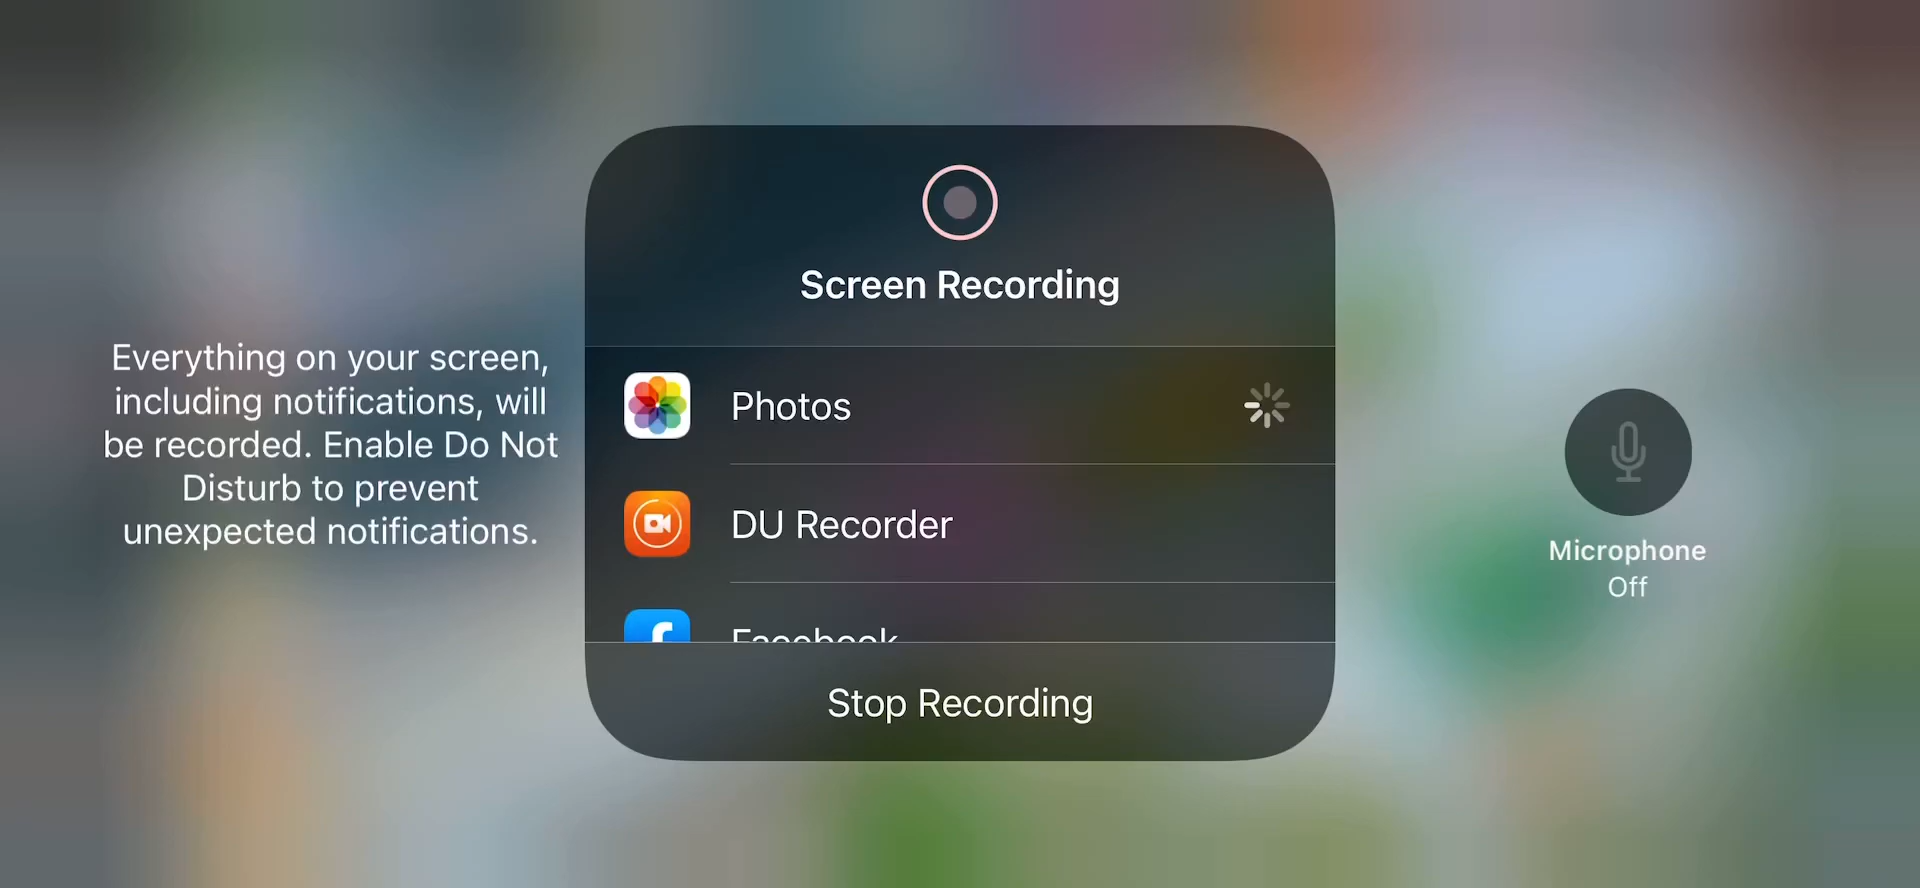 Everything on your screen,
including notifications, will
be recorded. Enable Do Not
Disturb to prevent
unexpected notifications.
Screen Recording
Photos
DU Recorder
Facebook
Stop Recording
Microphone
Off